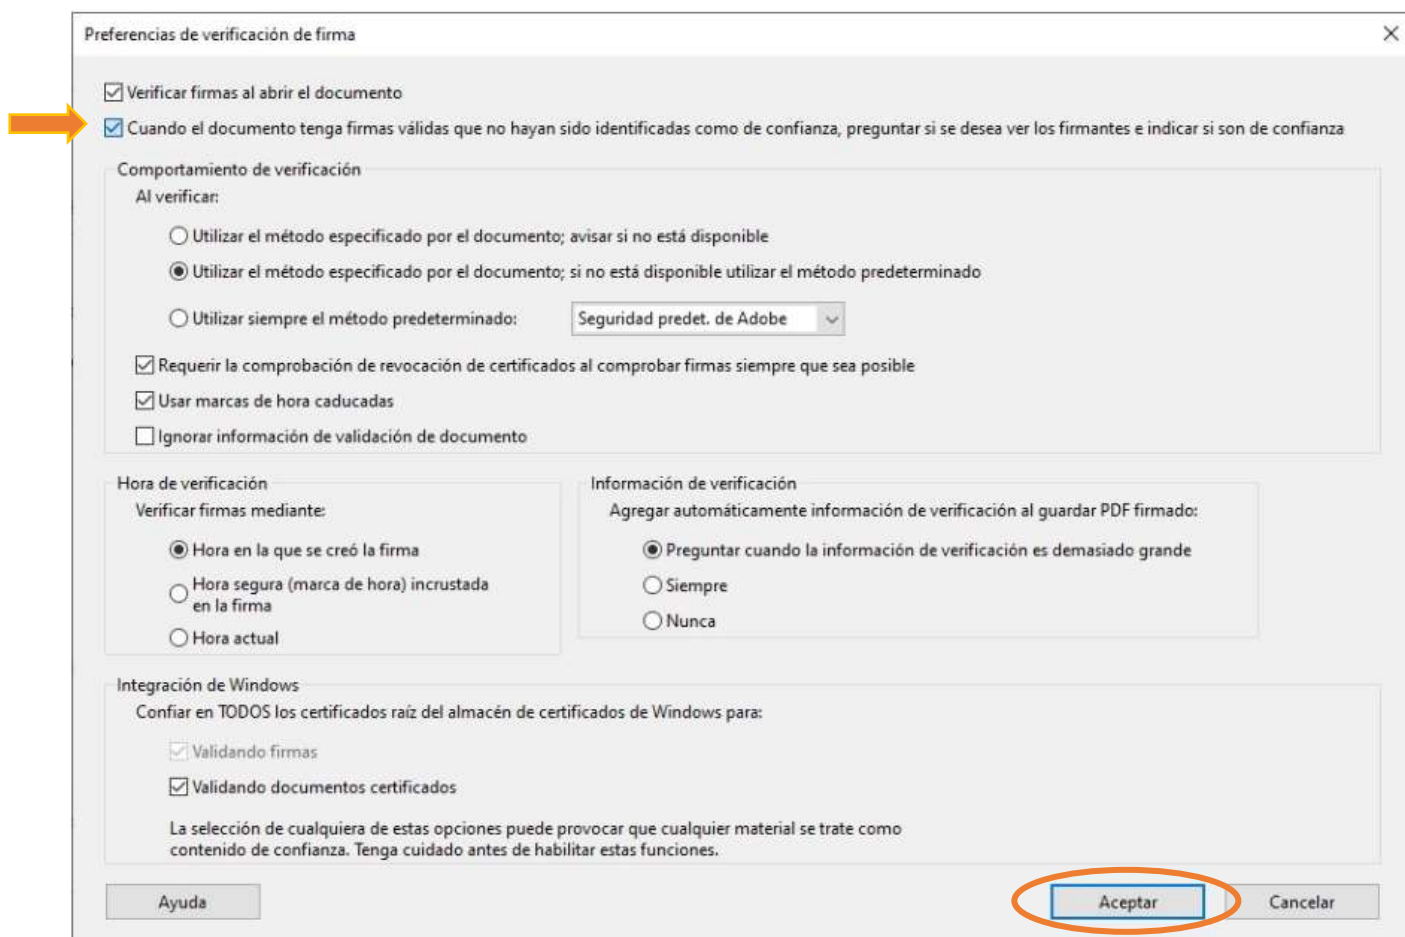 Preferencias de verificación de firma
Verificar firmas al abrir el documento
Cuando el documento tenga firmas válidas que no hayan sido identificadas como de confianza, preguntar si se desea ver los firmantes e indicar si son de confianza
Comportamiento de verificación
Al verificar:
Utilizar el método especificado por el documento; avisar si no está disponible
Utilizar el método especificado por el documento; si no está disponible utilizar el método predeterminado
Utilizar siempre el método predeterminado: Seguridad predet. de Adobe
Requerir la comprobación de revocación de certificados al comprobar firmas siempre que sea posible
Usar marcas de hora caducadas
Ignorar información de validación de documento
Hora de verificación
Verificar firmas mediante:
Hora en la que se creó la firma
Hora segura (marca de hora) incrustada
en la firma
Hora actual
Información de verificación
Agregar automáticamente información de verificación al guardar PDF firmado:
Preguntar cuando la información de verificación es demasiado grande
Siempre
Nunca
Integración de Windows
Confiar en TODOS los certificados raíz del almacén de certificados de Windows para:
Validando firmas
Validando documentos certificados
La selección de cualquiera de estas opciones puede provocar que cualquier material se trate como
contenido de confianza. Tenga cuidado antes de habilitar estas funciones.
Ayuda Aceptar Cancelar